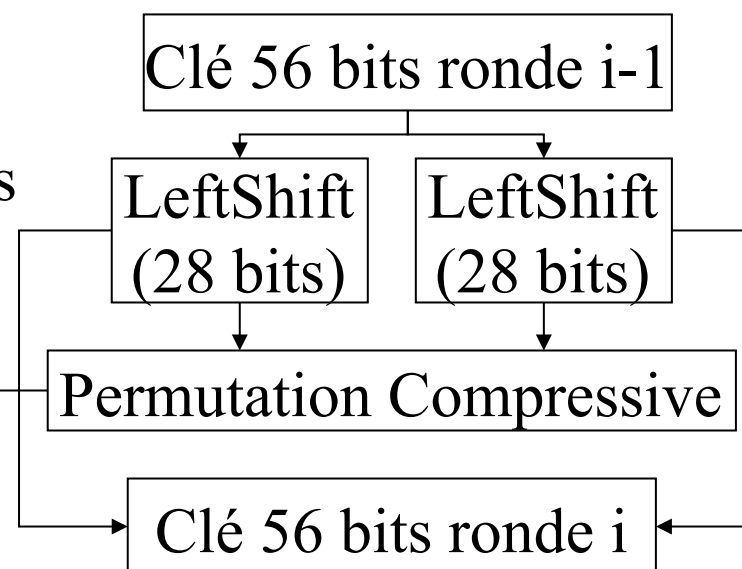 Clé 56 bits ronde i-1
s
LeftShift
(28 bits)
LeftShift
(28 bits)
Permutation Compressive
Clé 56 bits ronde i